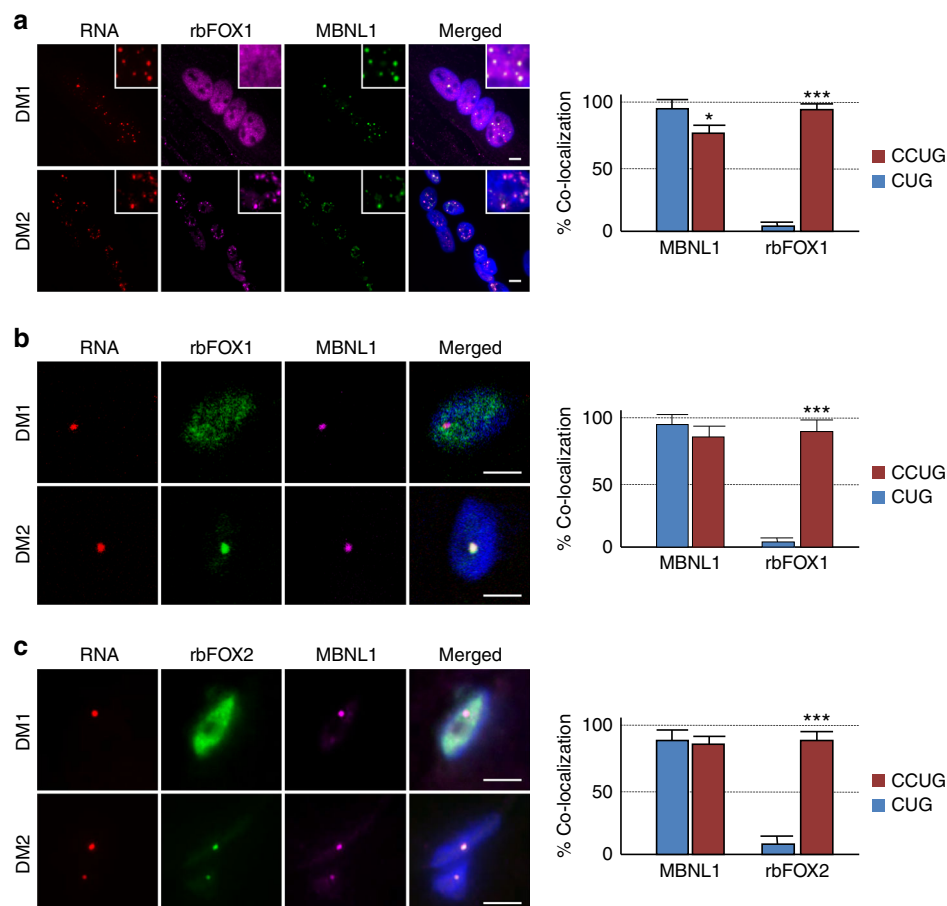 a
RNA rbFOX1 MBNL1 Merged
DM1
DM2
% Co-localization
100
50
0
*
***
MBNL1 rbFOX1
CCUG
CUG
b
RNA rbFOX1 MBNL1 Merged
DM1
DM2
% Co-localization
100
50
0
***
MBNL1 rbFOX1
CCUG
CUG
c
RNA rbFOX2 MBNL1 Merged
DM1
DM2
% Co-localization
100
50
0
***
MBNL1 rbFOX2
CCUG
CUG